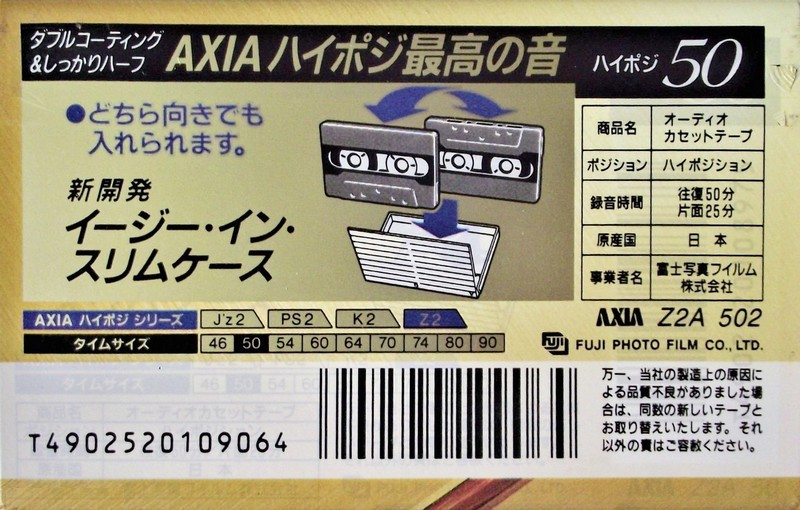 ダブルコーティング
&しっかりハーフ
AXIAハイポジ最高の音
ハイポジ 50
●どちら向きでも
入れられます。
新開発
イージー・イン・
スリムケース
商品名 オーディオ
カセットテープ
ポジション ハイポジション
録音時間 往復50分
片面25分
原産国 日本
事業者名 富士写真フイルム
株式会社
AXIA Z2A 502
Fuji FUJI PHOTO FILM CO., LTD.
AXIA ハイポジ シリーズ J'z2 PS2 K2 Z2
タイムサイズ 46 50 54 60 64 70 74 80 90
T4902520109064
万一、当社の製造上の原因に
よる品質不良がありました場
合は、同数の新しいテープと
お取り替えいたします。それ
以外の責はご容赦ください。